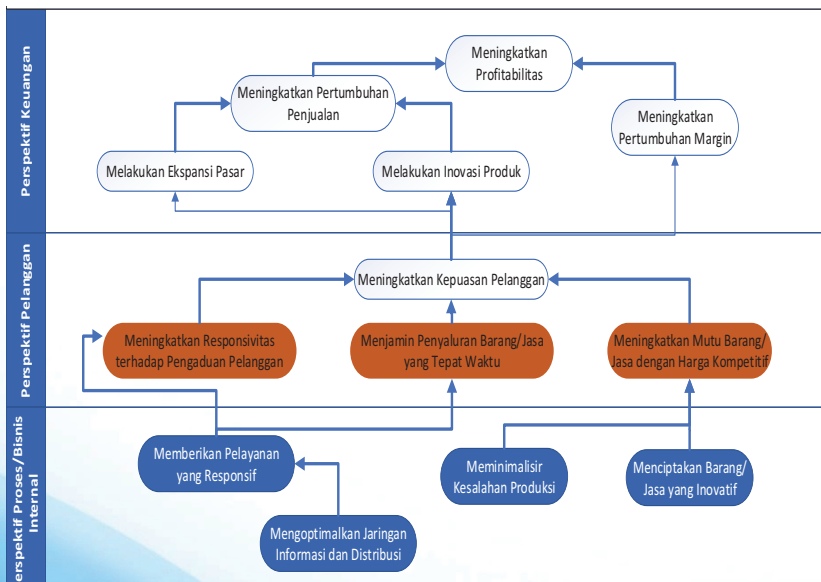 Perspektif Keuangan
Meningkatkan
Profitabilitas
Meningkatkan Pertumbuhan
Penjualan
Meningkatkan
Pertumbuhan Margin
Melakukan Ekspansi Pasar
Melakukan Inovasi Produk
Perspektif Pelanggan
Meningkatkan Kepuasan Pelanggan
Meningkatkan Responsivitas
terhadap Pengaduan Pelanggan
Menjamin Penyaluran Barang/Jasa
yang Tepat Waktu
Meningkatkan Mutu Barang/
Jasa dengan Harga Kompetitif
Perspektif Proses/Bisnis
Internal
Memberikan Pelayanan
yang Responsif
Meminimalisir
Kesalahan Produksi
Menciptakan Barang/
Jasa yang Inovatif
Mengoptimalkan Jaringan
Informasi dan Distribusi